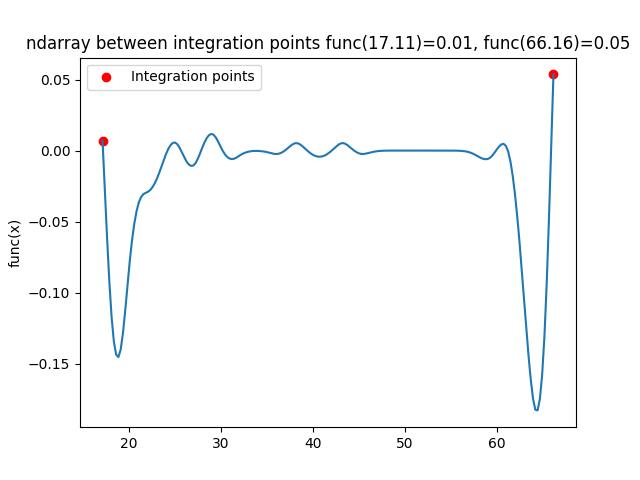 ndarray between integration points func(17.11)=0.01, func(66.16)=0.05
Integration points
0.05
0.00
−0.05
−0.10
−0.15
func(x)
20 30 40 50 60